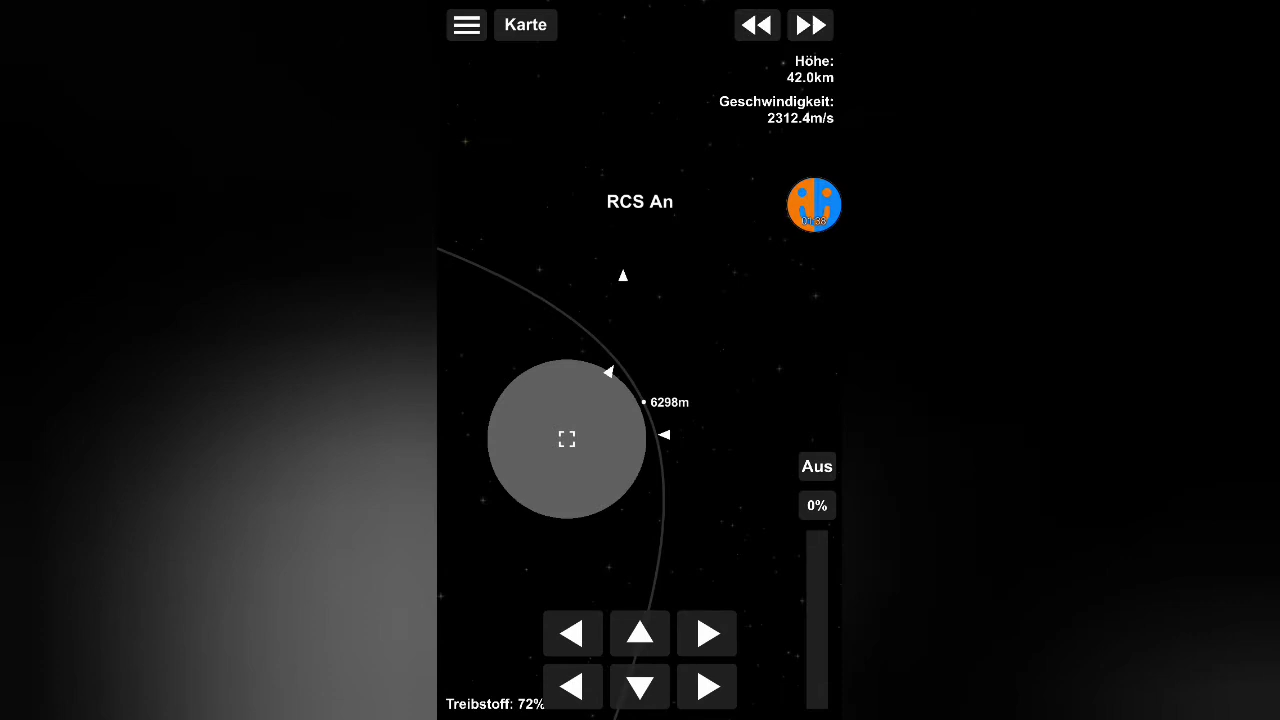 Karte
Höhe:
42.0km
Geschwindigkeit:
2312.4m/s
RCS An
6298m
Aus
0%
Treibstoff: 72%